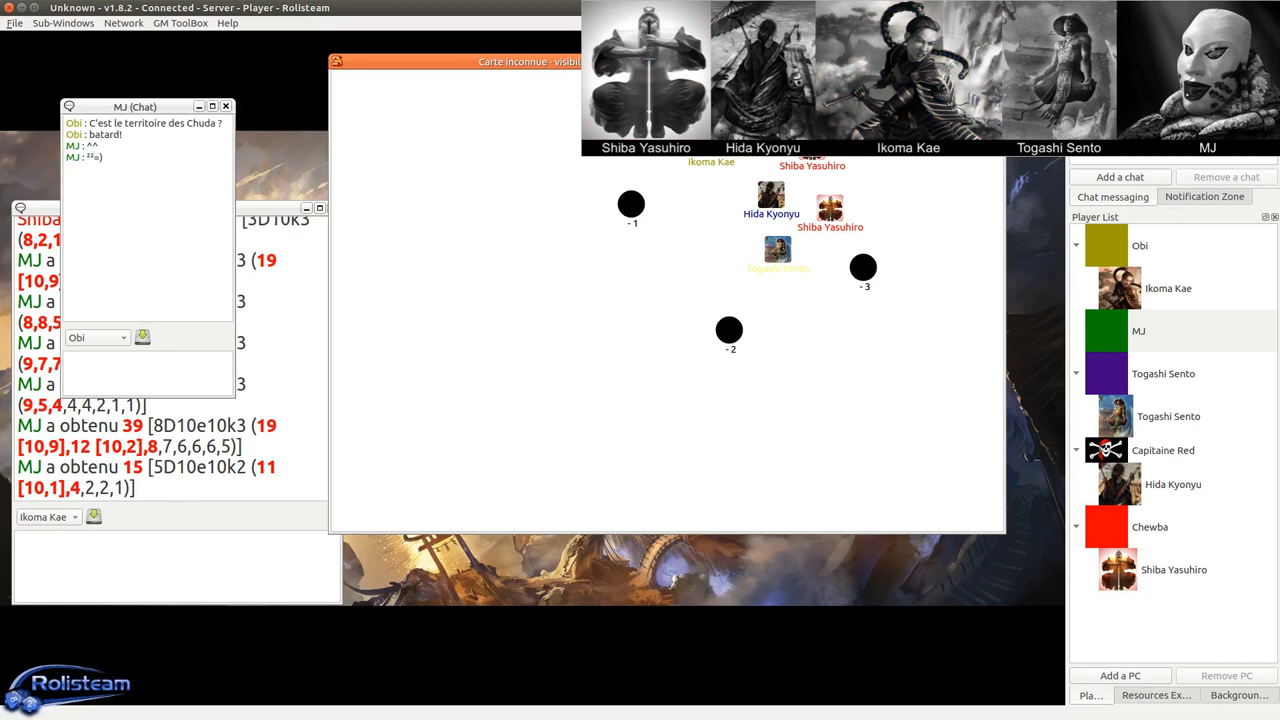 Unknown - v1.8.2 - Connected - Server - Player - Rolisteam
File Sub-Windows Network GM ToolBox Help
Shiba Yasuhiro Hida Kyonyu Ikoma Kae Togashi Sento MJ
Carte inconnue - visibil
MJ (Chat)
Obi : C'est le territoire des Chuda ?
Obi : batard!
MJ : ^^
MJ : ²²=)
Obi
Shiba
[3D10k3
(8,2,1
MJ a
3 (19
[10,9]
MJ a
3
(8,8,5
MJ a
3
(9,7,7
MJ a
3
(9,5,4,4,4,2,1,1)]
MJ a obtenu 39 [8D10e10k3 (19
[10,9],12 [10,2],8,7,6,6,6,5)]
MJ a obtenu 15 [5D10e10k2 (11
[10,1],4,2,2,1)]
Ikoma Kae
Ikoma Kae
Shiba Yasuhiro
Hida Kyonyu
Shiba Yasuhiro
Togashi Sento
- 1
- 3
- 2
Add a chat Remove a chat
Chat messaging Notification Zone
Player List
Obi
Ikoma Kae
MJ
Togashi Sento
Togashi Sento
Capitaine Red
Hida Kyonyu
Chewba
Shiba Yasuhiro
Add a PC Remove PC
Pla... Resources Ex... Backgroun...
Rolisteam